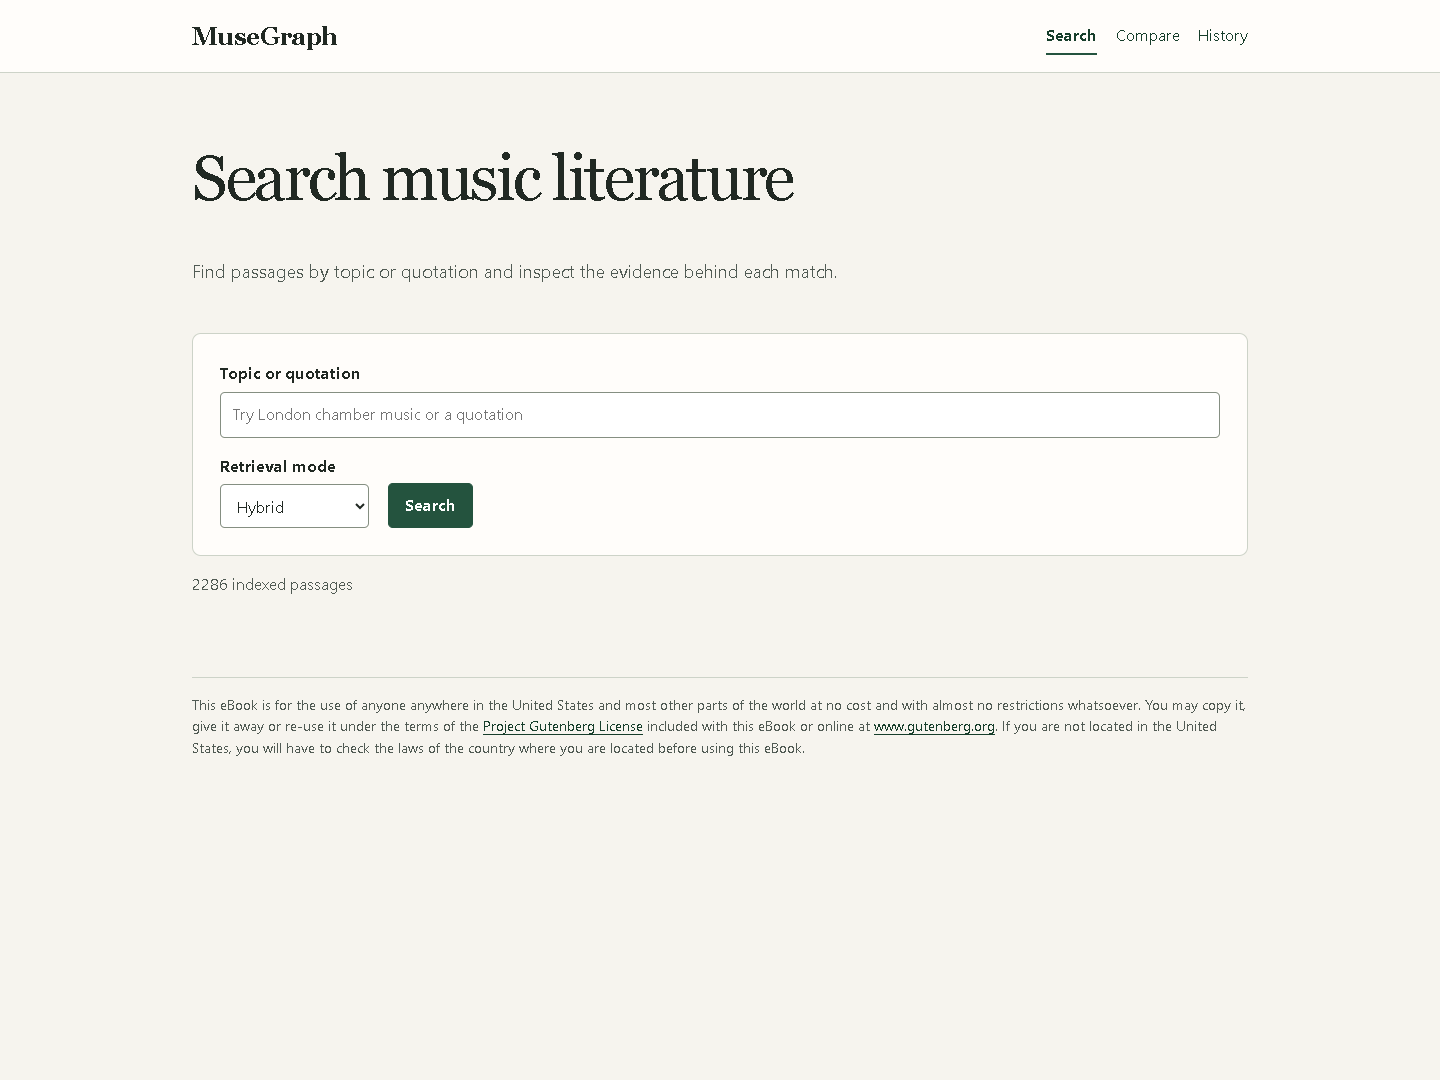 MuseGraph
Search Compare History
Search music literature
Find passages by topic or quotation and inspect the evidence behind each match.
Topic or quotation
Try London chamber music or a quotation
Retrieval mode
Hybrid Search
2286 indexed passages
This eBook is for the use of anyone anywhere in the United States and most other parts of the world at no cost and with almost no restrictions whatsoever. You may copy it,
give it away or re-use it under the terms of the Project Gutenberg License included with this eBook or online at www.gutenberg.org. If you are not located in the United
States, you will have to check the laws of the country where you are located before using this eBook.